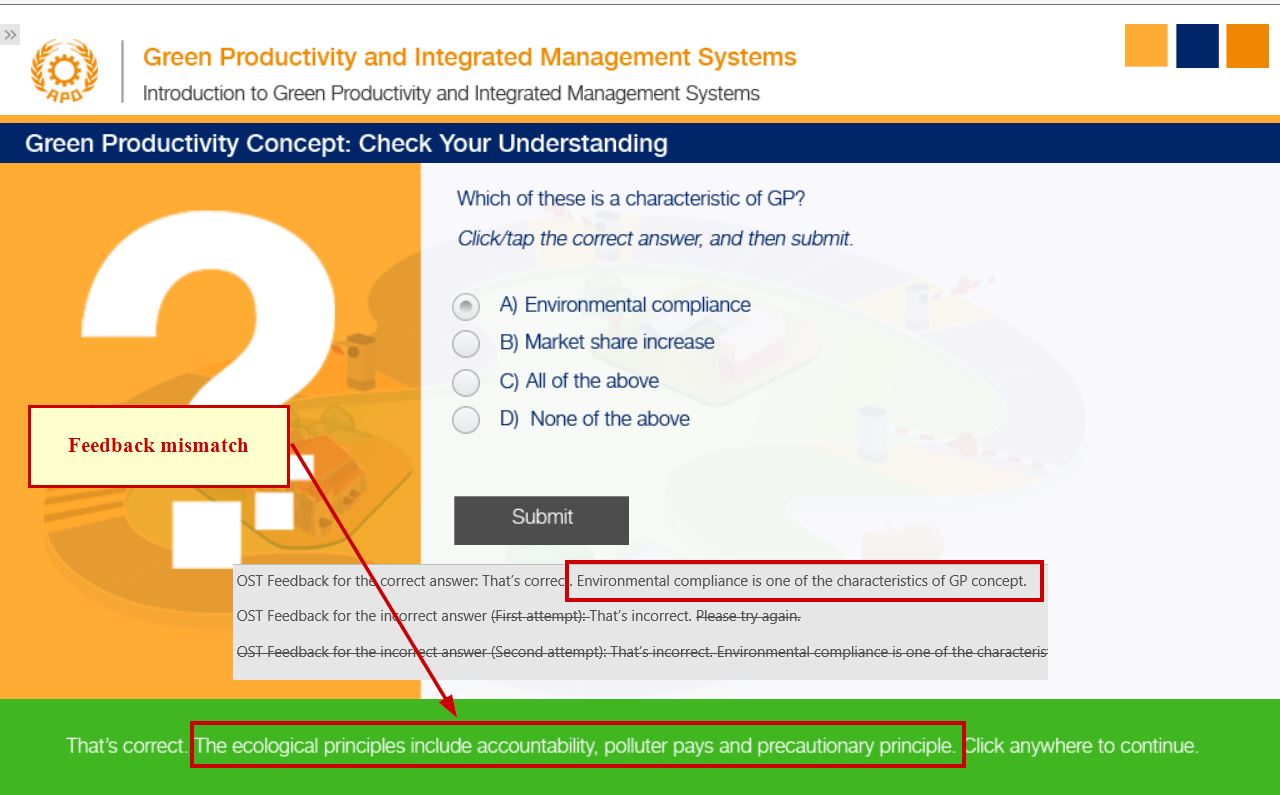 »
APO
Green Productivity and Integrated Management Systems
Introduction to Green Productivity and Integrated Management Systems
Green Productivity Concept: Check Your Understanding
Which of these is a characteristic of GP?
Click/tap the correct answer, and then submit.
A) Environmental compliance
B) Market share increase
C) All of the above
D) None of the above
Feedback mismatch
Submit
OST Feedback for the correct answer: That’s correct. Environmental compliance is one of the characteristics of GP concept.
OST Feedback for the incorrect answer (First attempt): That’s incorrect. Please try again.
OST Feedback for the incorrect answer (Second attempt): That’s incorrect. Environmental compliance is one of the characteris
That’s correct. The ecological principles include accountability, polluter pays and precautionary principle. Click anywhere to continue.